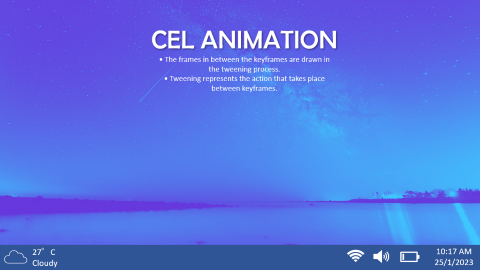 CEL ANIMATION
• The frames in between the keyframes are drawn in
the tweening process.
• Tweening represents the action that takes place
between keyframes.
27° C
Cloudy
10:17 AM
25/1/2023